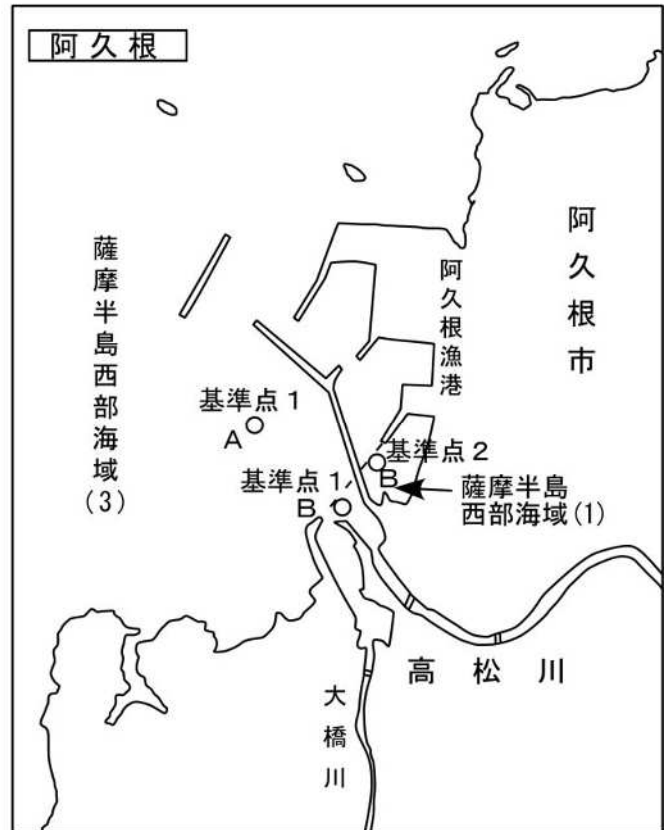 阿久根
薩摩半島西部海域(3)
阿久根漁港
阿久根市
基準点1
A
基準点2
B
基準点1
B
薩摩半島
西部海域(1)
高松川
大橋川